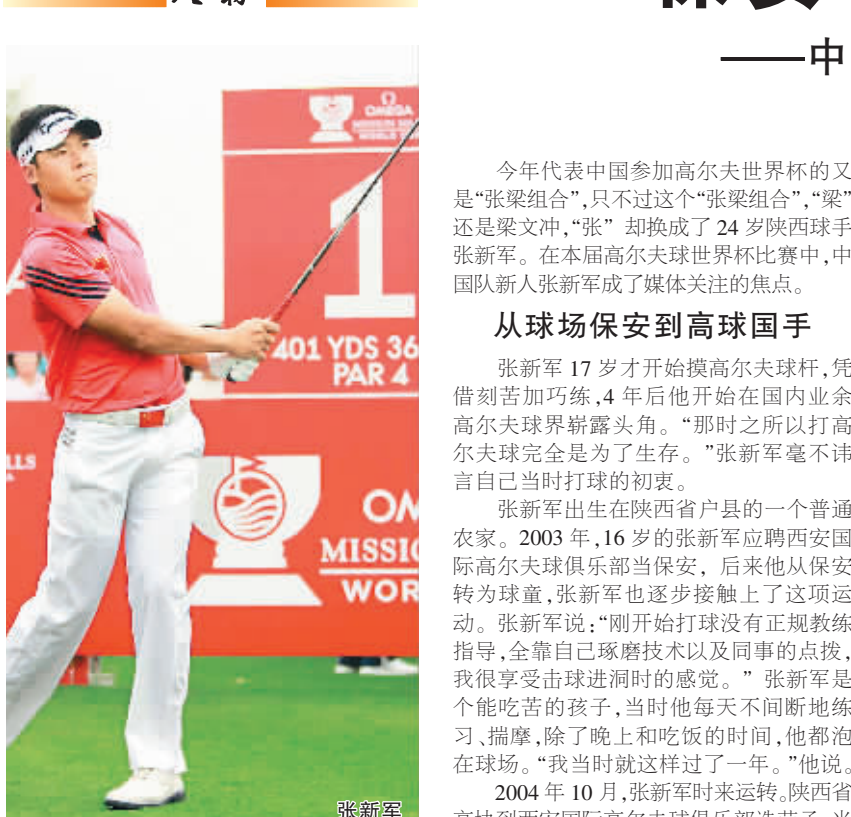 ——中
OMEGA
1
401 YDS 36
PAR 4
LLS
OM
MISSIO
WOR
张新军
今年代表中国参加高尔夫世界杯的又
是“张梁组合”,只不过这个“张梁组合”,“梁”
还是梁文冲,“张”却换成了 24 岁陕西球手
张新军。在本届高尔夫球世界杯比赛中,中
国队新人张新军成了媒体关注的焦点。
从球场保安到高球国手
张新军 17 岁才开始摸高尔夫球杆,凭
借刻苦加巧练,4 年后他开始在国内业余
高尔夫球界崭露头角。“那时之所以打高
尔夫球完全是为了生存。”张新军毫不讳
言自己当时打球的初衷。
张新军出生在陕西省户县的一个普通
农家。2003 年,16 岁的张新军应聘西安国
际高尔夫球俱乐部当保安，后来他从保安
转为球童,张新军也逐步接触上了这项运
动。张新军说:“刚开始打球没有正规教练
指导,全靠自己琢磨技术以及同事的点拨,
我很享受击球进洞时的感觉。”张新军是
个能吃苦的孩子,当时他每天不间断地练
习、揣摩,除了晚上和吃饭的时间,他都泡
在球场。“我当时就这样过了一年。”他说。
2004 年 10 月,张新军时来运转。陕西省